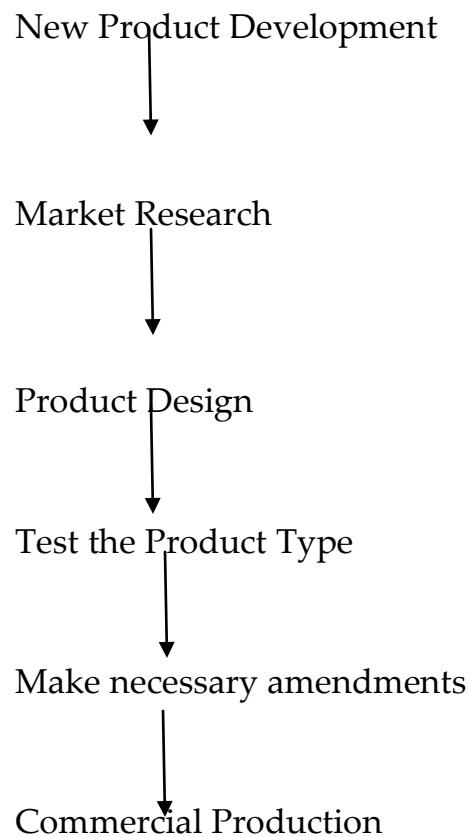 New Product Development
Market Research
Product Design
Test the Product Type
Make necessary amendments
Commercial Production